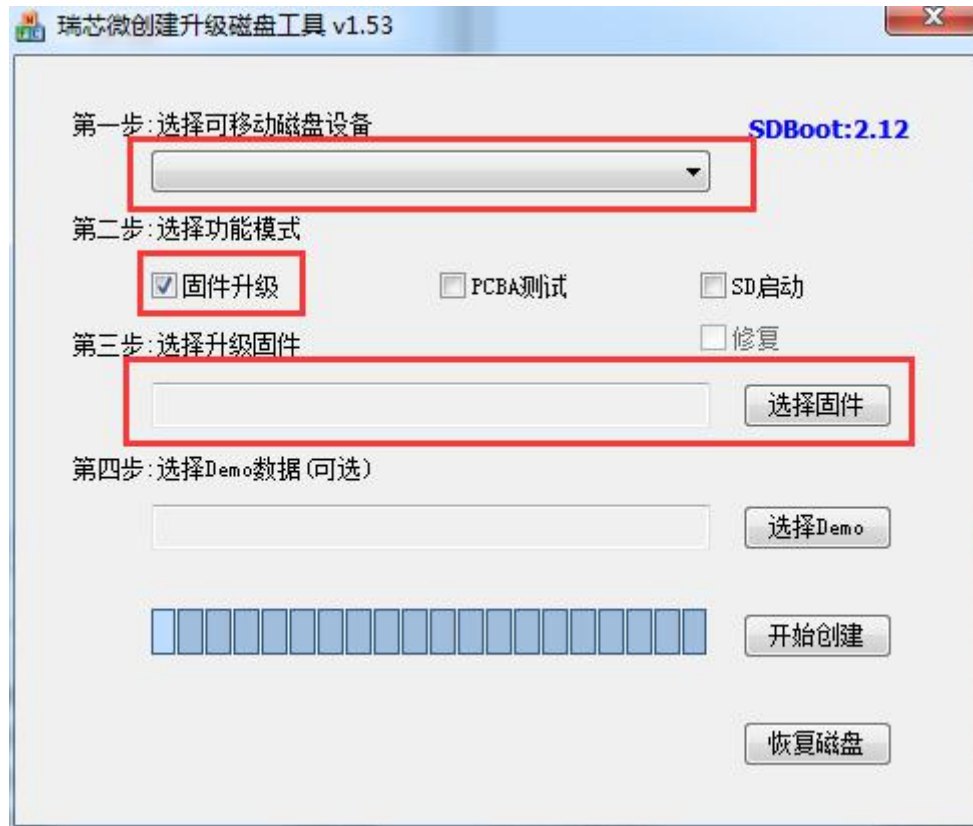 瑞芯微创建升级磁盘工具 v1.53
第一步:选择可移动磁盘设备
SDBoot:2.12
第二步:选择功能模式
固件升级 PCBA测试 SD启动
第三步:选择升级固件 修复
选择固件
第四步:选择Demo数据(可选)
选择Demo
开始创建
恢复磁盘